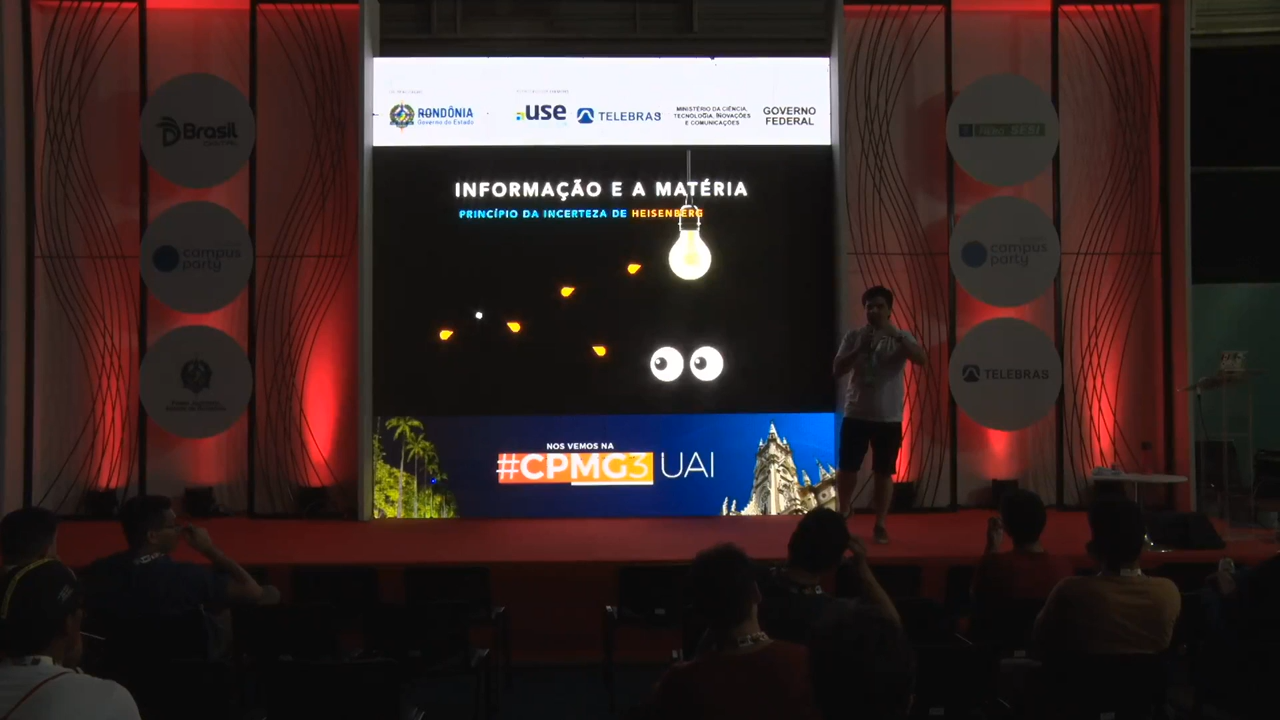 RONDÔNIA
Governo do Estado
USE
TELEBRAS
MINISTÉRIO DA CIÊNCIA,
TECNOLOGIA, INOVAÇÕES
E COMUNICAÇÕES
GOVERNO
FEDERAL
INFORMAÇÃO E A MATÉRIA
PRINCÍPIO DA INCERTEZA DE HEISENBERG
NOS VEMOS NA
#CPMG3 UAI
Brasil
campus
party
SESI
campus
party
TELEBRAS